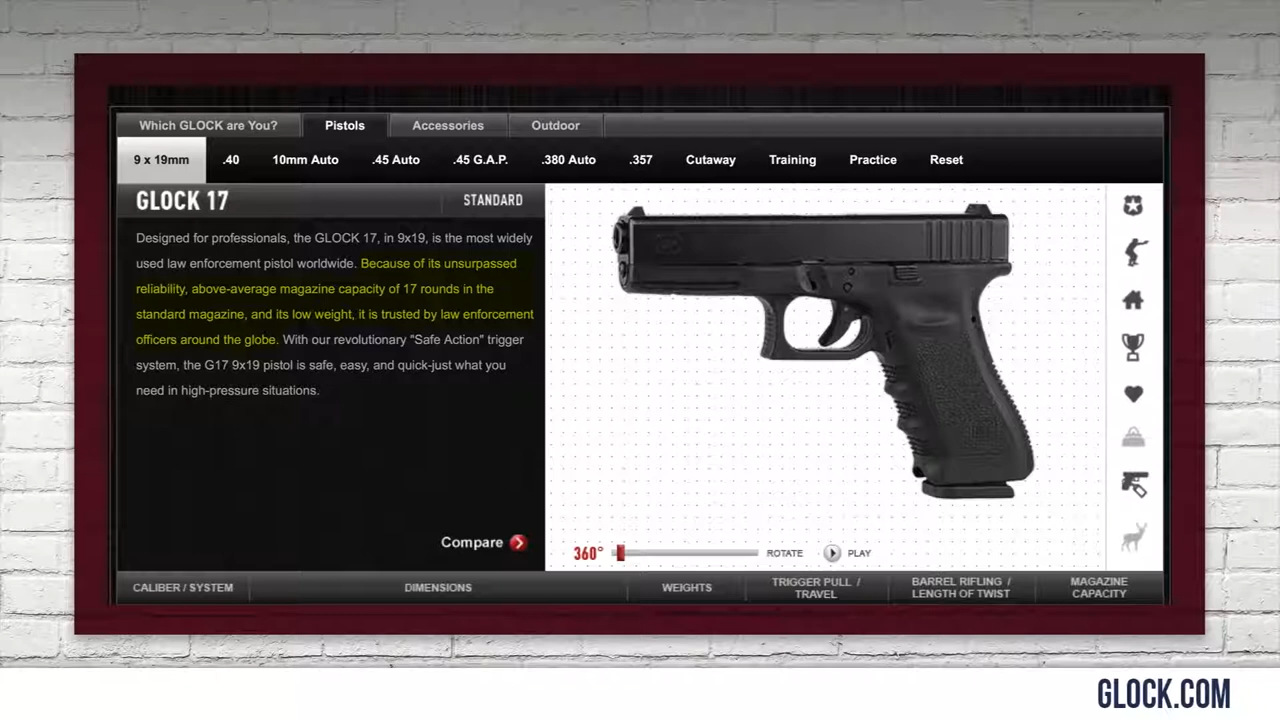 Which GLOCK are You? Pistols Accessories Outdoor
9 x 19mm .40 10mm Auto .45 Auto .45 G.A.P. .380 Auto .357 Cutaway Training Practice Reset
GLOCK 17 STANDARD
Designed for professionals, the GLOCK 17, in 9x19, is the most widely
used law enforcement pistol worldwide. Because of its unsurpassed
reliability, above-average magazine capacity of 17 rounds in the
standard magazine, and its low weight, it is trusted by law enforcement
officers around the globe. With our revolutionary "Safe Action" trigger
system, the G17 9x19 pistol is safe, easy, and quick-just what you
need in high-pressure situations.
Compare
360° ROTATE PLAY
CALIBER / SYSTEM
DIMENSIONS
WEIGHTS
TRIGGER PULL /
TRAVEL
BARREL RIFLING /
LENGTH OF TWIST
MAGAZINE
CAPACITY
GLOCK.COM